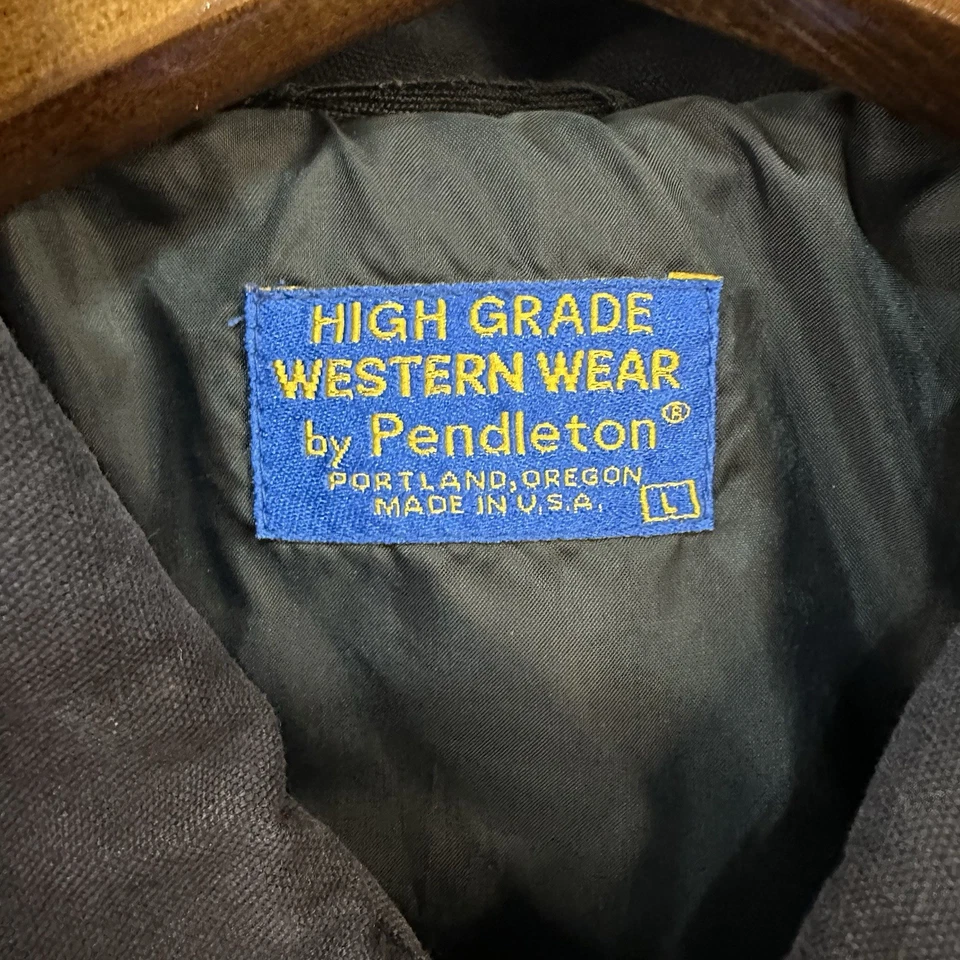 HIGH GRADE
WESTERN WEAR
by Pendleton®
PORTLAND, OREGON
MADE IN U.S.A. L